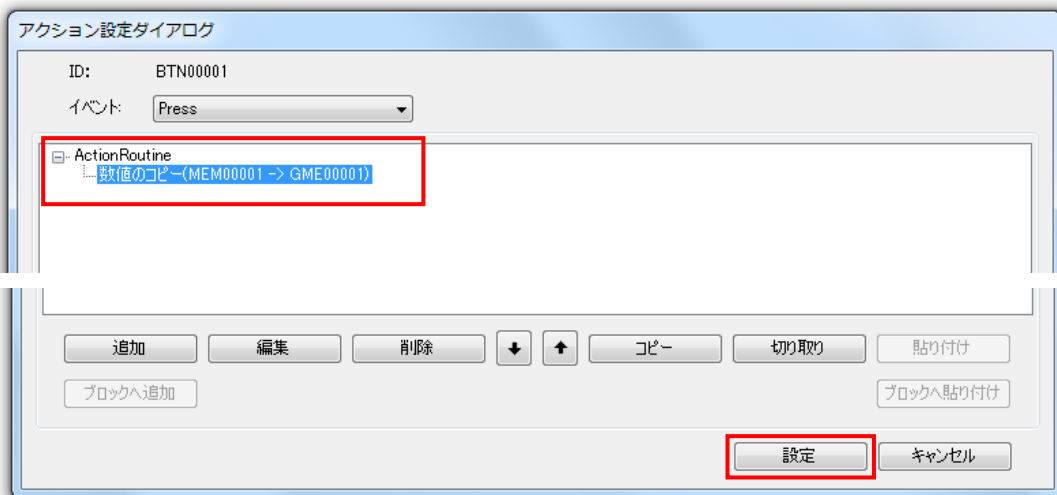 アクション設定ダイアログ
ID: BTN00001
イベント: Press
ActionRoutine
数値のコピー(MEM00001 -> GME00001)
追加 編集 削除 コピー 切り取り 貼り付け
ブロックへ追加 ブロックへ貼り付け
設定 キャンセル